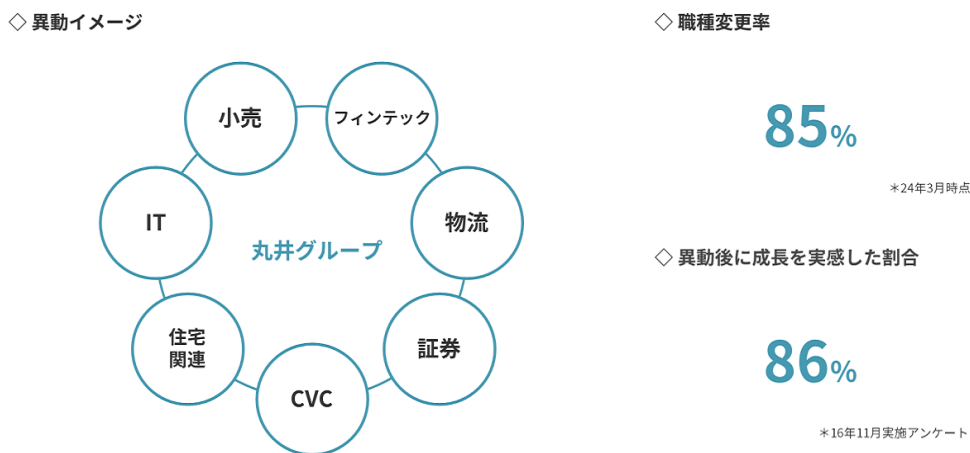 ◇ 異動イメージ
小売
フィンテック
IT
物流
丸井グループ
住宅
関連
証券
CVC
◇ 職種変更率
85%
＊24年3月時点
◇ 異動後に成長を実感した割合
86%
＊16年11月実施アンケート